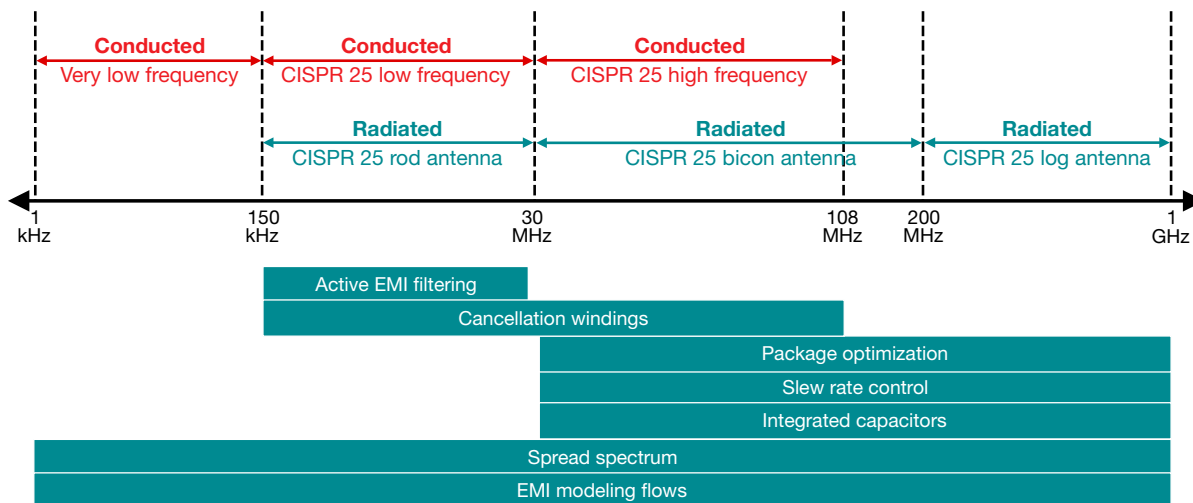 Conducted
Very low frequency
Conducted
CISPR 25 low frequency
Conducted
CISPR 25 high frequency
Radiated
CISPR 25 rod antenna
Radiated
CISPR 25 bicon antenna
Radiated
CISPR 25 log antenna
1
kHz
150
kHz
30
MHz
108
MHz
200
MHz
1
GHz
Active EMI filtering
Cancellation windings
Package optimization
Slew rate control
Integrated capacitors
Spread spectrum
EMI modeling flows